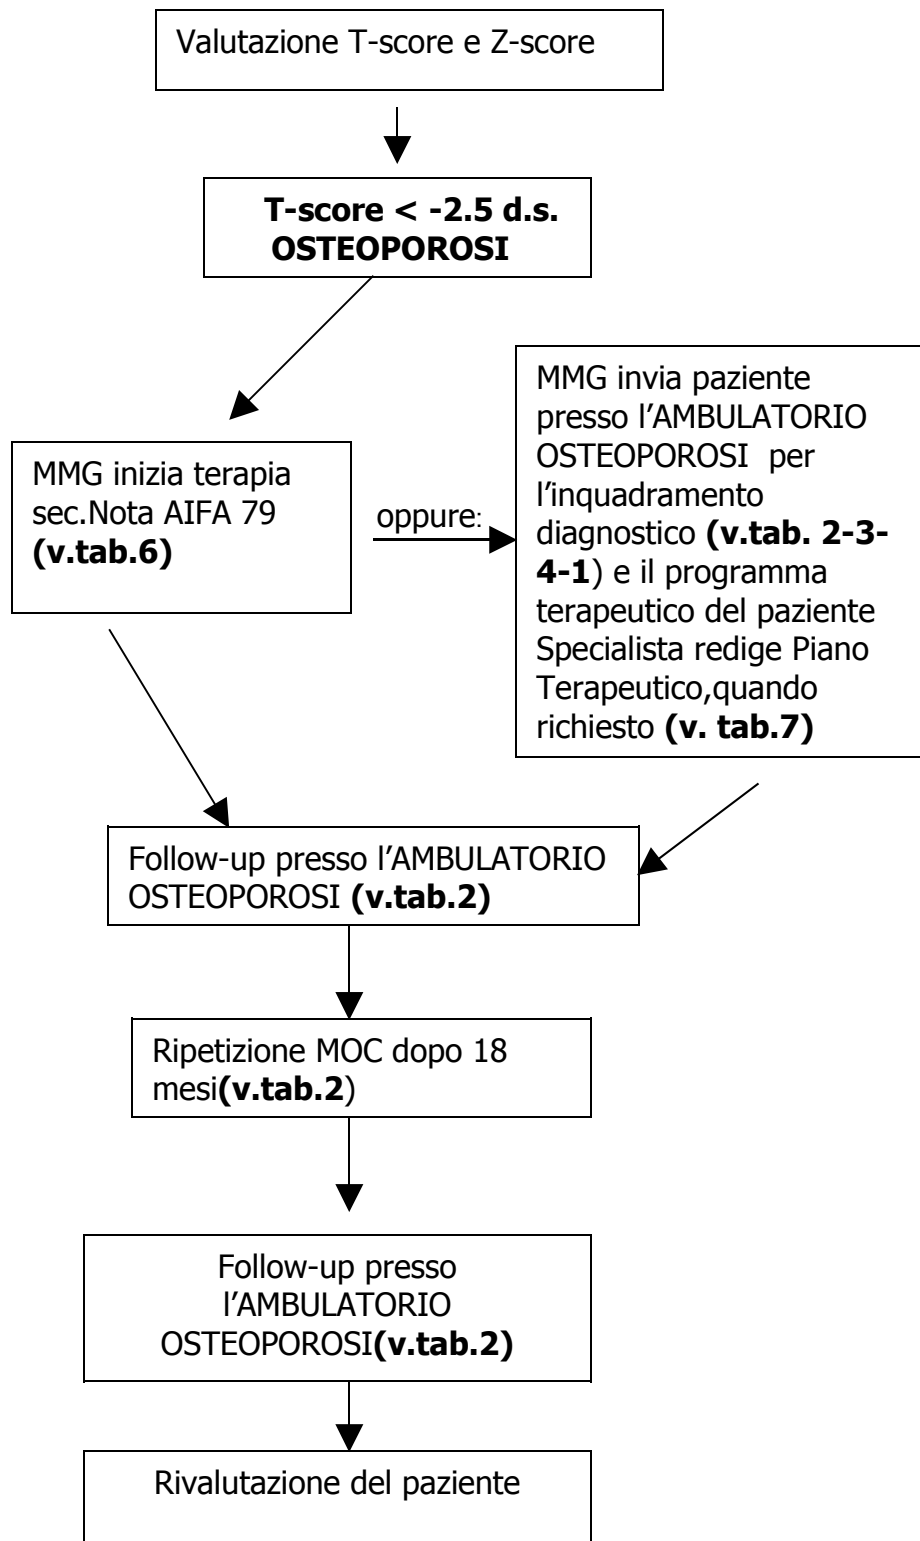 Valutazione T-score e Z-score
T-score < -2.5 d.s.
OSTEOPOROSI
MMG inizia terapia
sec.Nota AIFA 79
(v.tab.6)
oppure:
MMG invia paziente
presso l’AMBULATORIO
OSTEOPOROSI per
l’inquadramento
diagnostico (v.tab. 2-3-
4-1) e il programma
terapeutico del paziente
Specialista redige Piano
Terapeutico,quando
richiesto (v. tab.7)
Follow-up presso l’AMBULATORIO
OSTEOPOROSI (v.tab.2)
Ripetizione MOC dopo 18
mesi(v.tab.2)
Follow-up presso
l’AMBULATORIO
OSTEOPOROSI(v.tab.2)
Rivalutazione del paziente